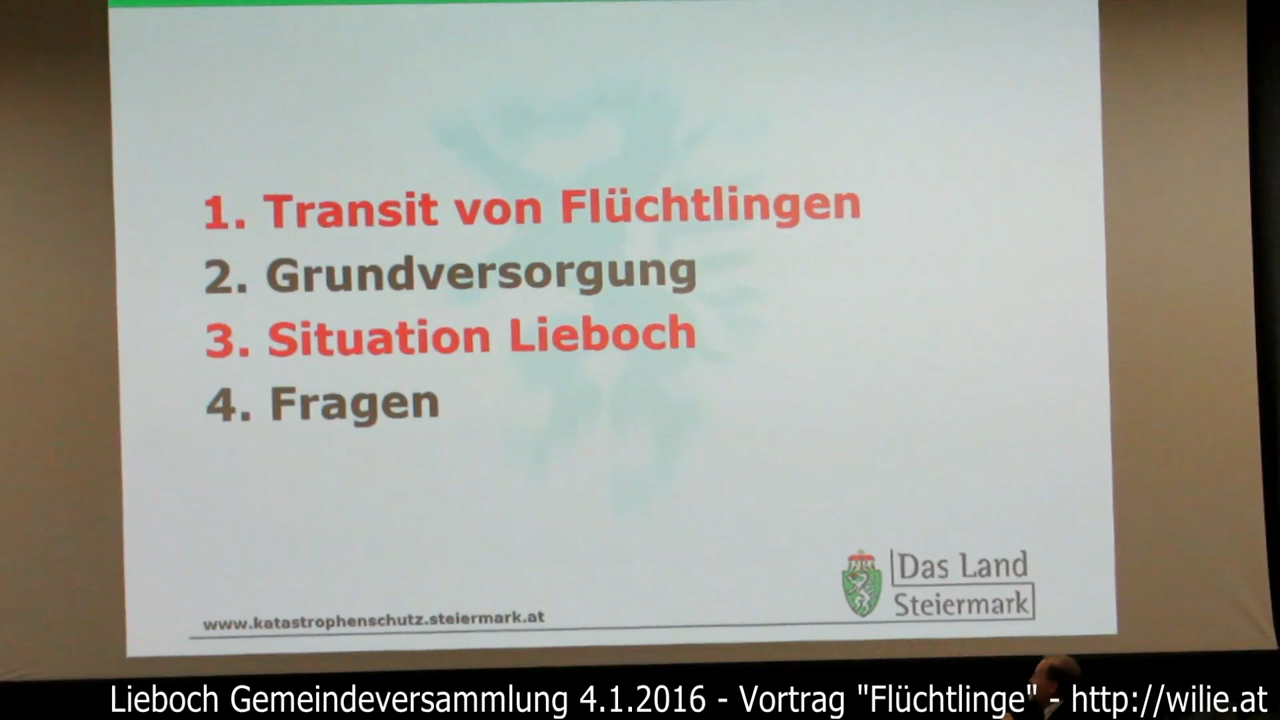 1. Transit von Flüchtlingen
2. Grundversorgung
3. Situation Lieboch
4. Fragen
www.katastrophenschutz.steiermark.at
Das Land
Steiermark
Lieboch Gemeindeversammlung 4.1.2016 - Vortrag "Flüchtlinge" - http://wilie.at